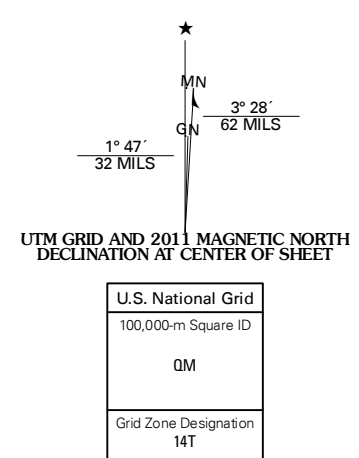 ★
MN
3° 28´
62 MILS
GN
1° 47´
32 MILS
UTM GRID AND 2011 MAGNETIC NORTH
DECLINATION AT CENTER OF SHEET
U.S. National Grid
100,000-m Square ID
QM
Grid Zone Designation
14T